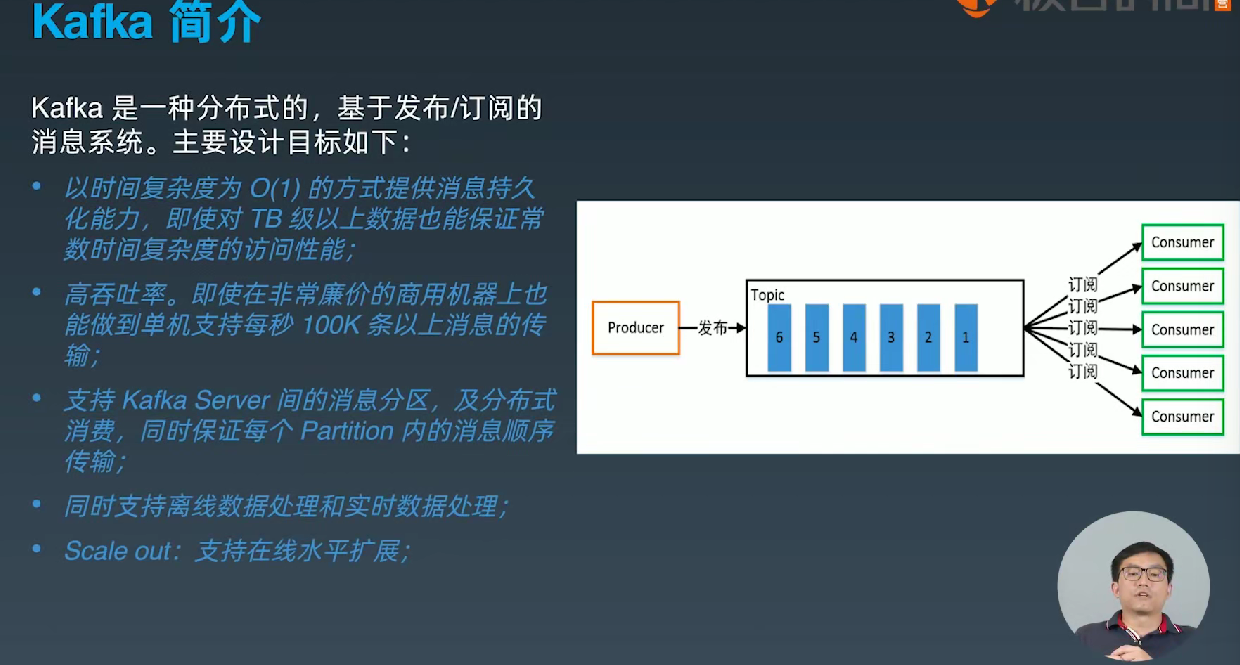 Kafka 简介
Kafka 是一种分布式的，基于发布/订阅的
消息系统。主要设计目标如下：
• 以时间复杂度为 O(1) 的方式提供消息持久
化能力，即使对 TB 级以上数据也能保证常
数时间复杂度的访问性能；
• 高吞吐率。即使在非常廉价的商用机器上也
能做到单机支持每秒 100K 条以上消息的传
输；
• 支持 Kafka Server 间的消息分区，及分布式
消费，同时保证每个 Partition 内的消息顺序
传输；
• 同时支持离线数据处理和实时数据处理；
• Scale out：支持在线水平扩展；
Producer
发布
Topic
6 5 4 3 2 1
订阅
订阅
订阅
订阅
订阅
Consumer
Consumer
Consumer
Consumer
Consumer